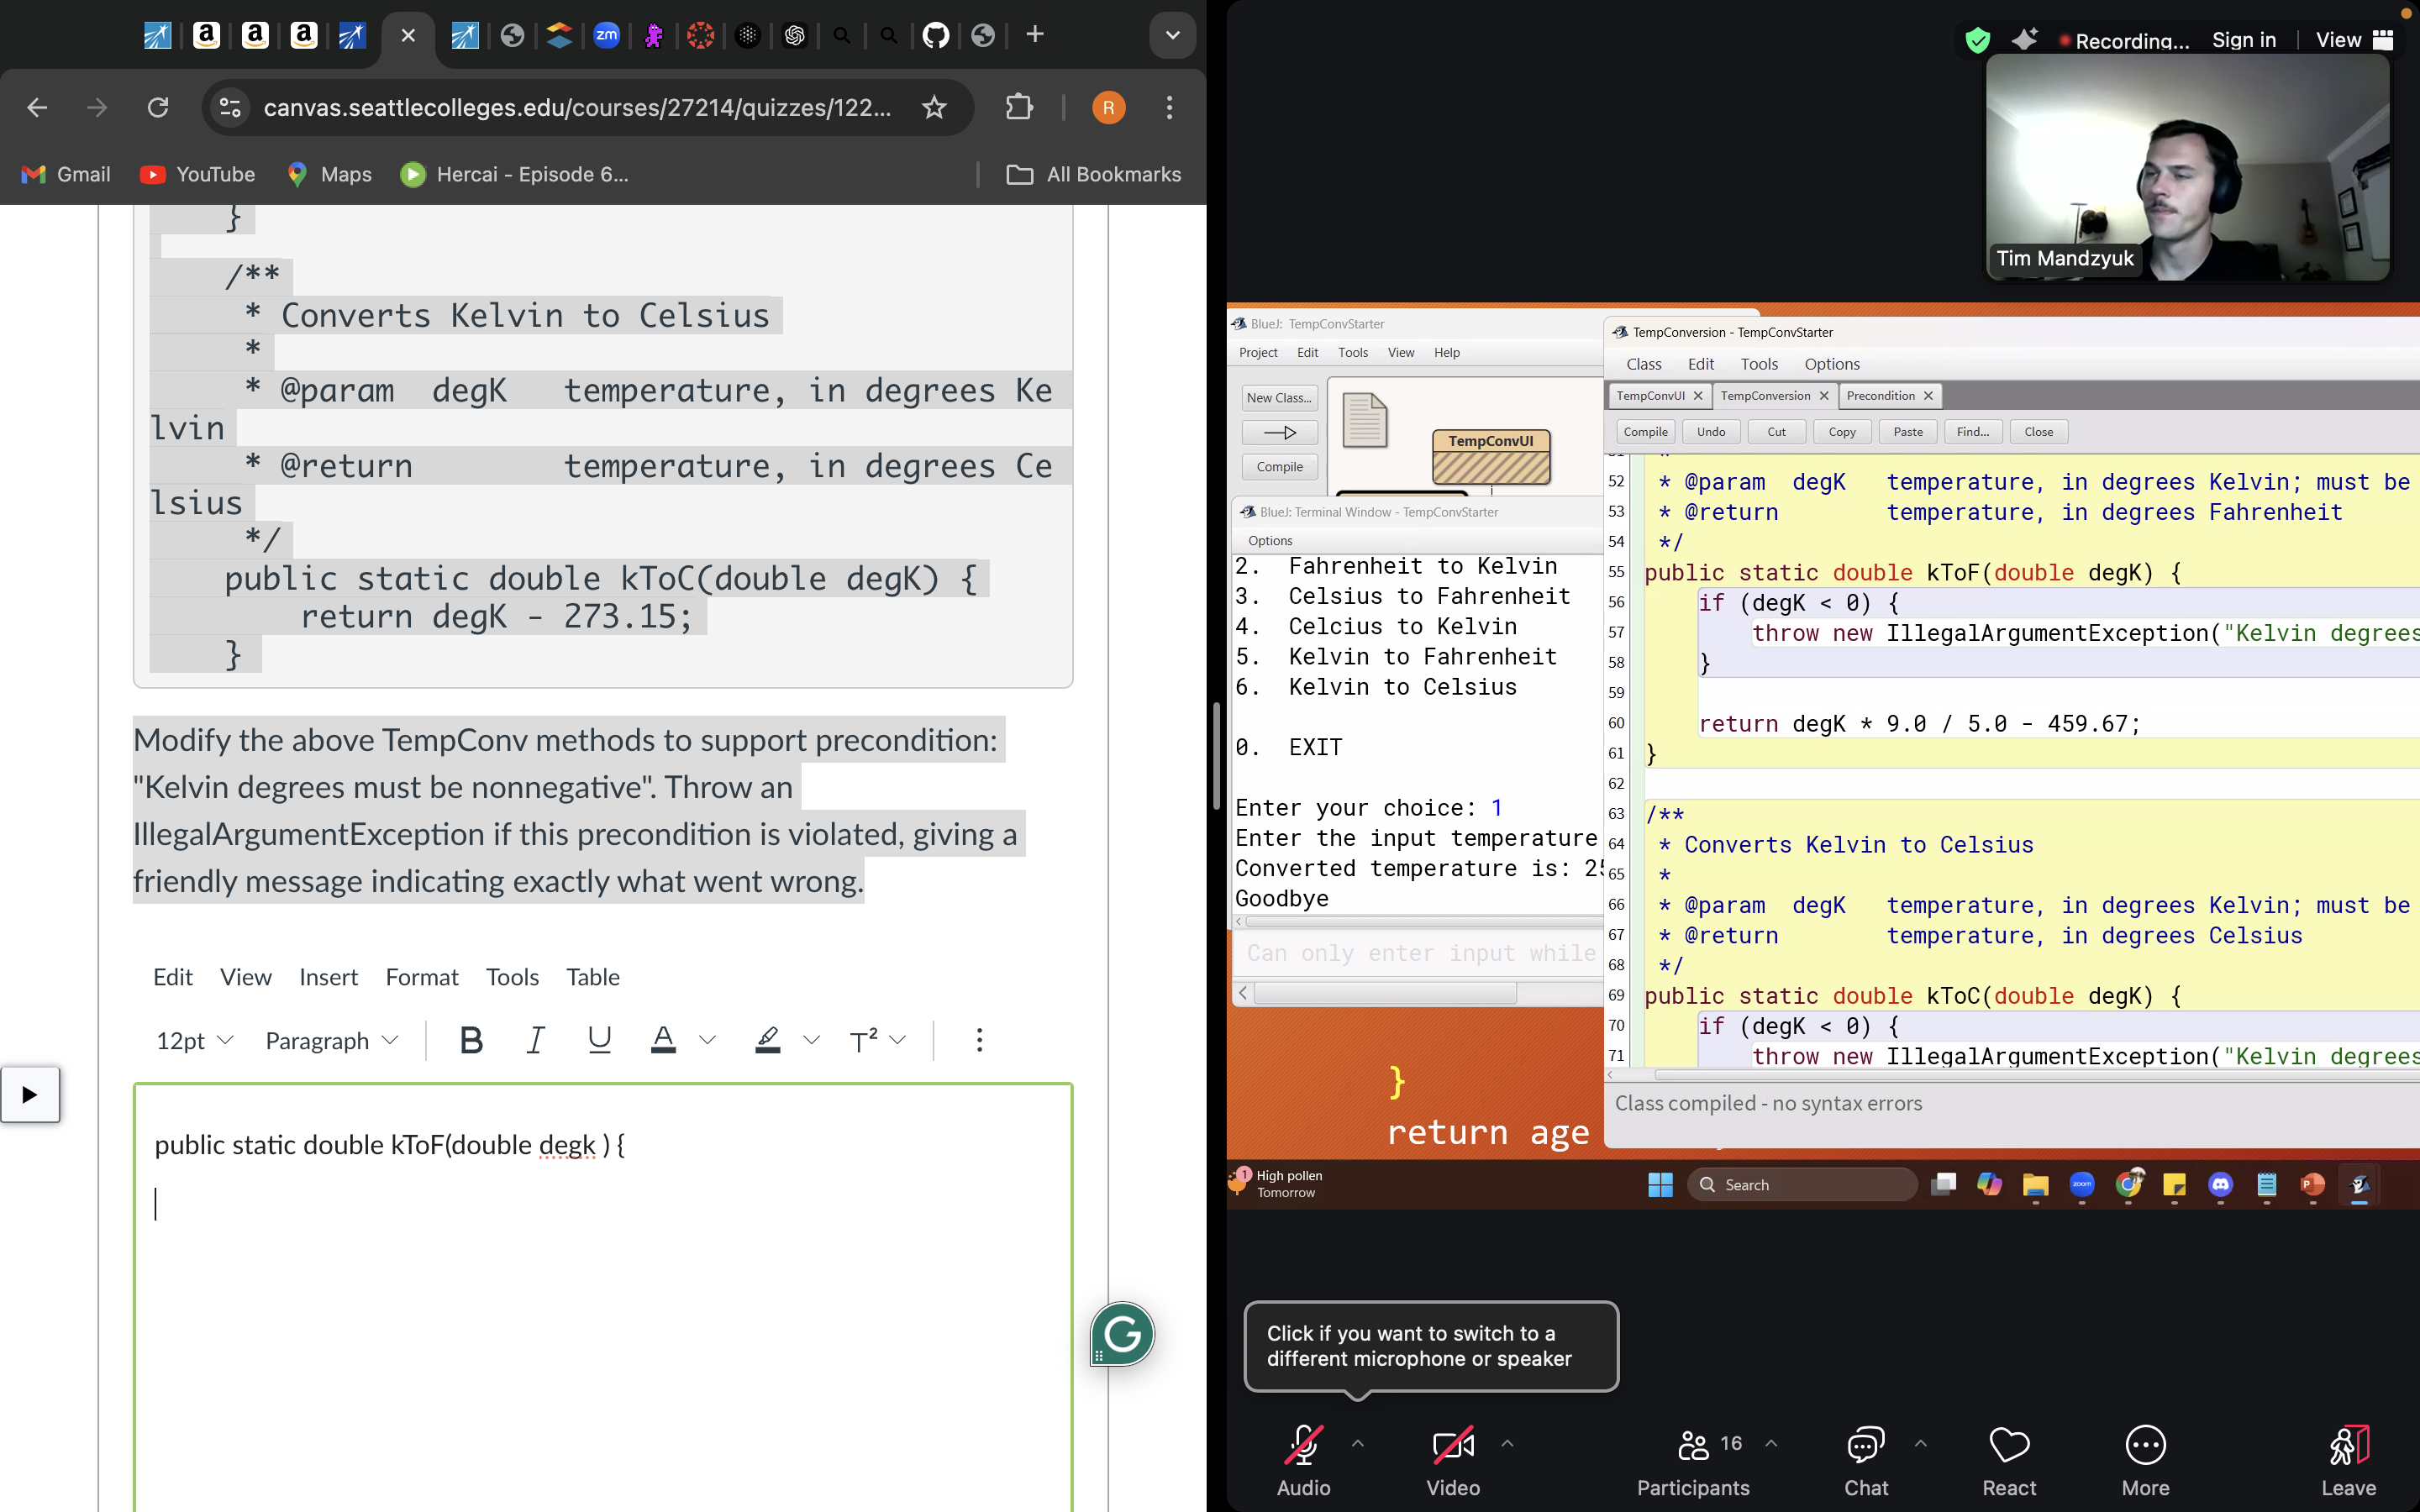 zm
canvas.seattlecolleges.edu/courses/27214/quizzes/122...
R
Gmail
YouTube
Maps
Hercai - Episode 6...
All Bookmarks
}
/**
* Converts Kelvin to Celsius
*
* @param degK temperature, in degrees Ke
lvin
* @return temperature, in degrees Ce
lsius
*/
public static double kToC(double degK) {
return degK - 273.15;
}
Modify the above TempConv methods to support precondition:
"Kelvin degrees must be nonnegative". Throw an
IllegalArgumentException if this precondition is violated, giving a
friendly message indicating exactly what went wrong.
Edit View Insert Format Tools Table
12pt Paragraph B I U A T²
public static double kToF(double degk ) {
Recording... Sign in View
Tim Mandzyuk
BlueJ: TempConvStarter
Project Edit Tools View Help
New Class...
Compile
TempConvUI
BlueJ: Terminal Window - TempConvStarter
Options
2. Fahrenheit to Kelvin
3. Celsius to Fahrenheit
4. Celcius to Kelvin
5. Kelvin to Fahrenheit
6. Kelvin to Celsius
0. EXIT
Enter your choice: 1
Enter the input temperature
Converted temperature is: 25
Goodbye
Can only enter input while
TempConversion - TempConvStarter
Class Edit Tools Options
TempConvUI TempConversion Precondition
Compile Undo Cut Copy Paste Find... Close
52 * @param degK temperature, in degrees Kelvin; must be
53 * @return temperature, in degrees Fahrenheit
54 */
55 public static double kToF(double degK) {
56 if (degK < 0) {
57 throw new IllegalArgumentException("Kelvin degrees
58 }
59
60 return degK * 9.0 / 5.0 - 459.67;
61 }
62
63 /**
64 * Converts Kelvin to Celsius
65 *
66 * @param degK temperature, in degrees Kelvin; must be
67 * @return temperature, in degrees Celsius
68 */
69 public static double kToC(double degK) {
70 if (degK < 0) {
71 throw new IllegalArgumentException("Kelvin degrees
Class compiled - no syntax errors
}
return age
1
High pollen
Tomorrow
Search
zoom
Click if you want to switch to a
different microphone or speaker
16
Audio Video Participants Chat React More Leave